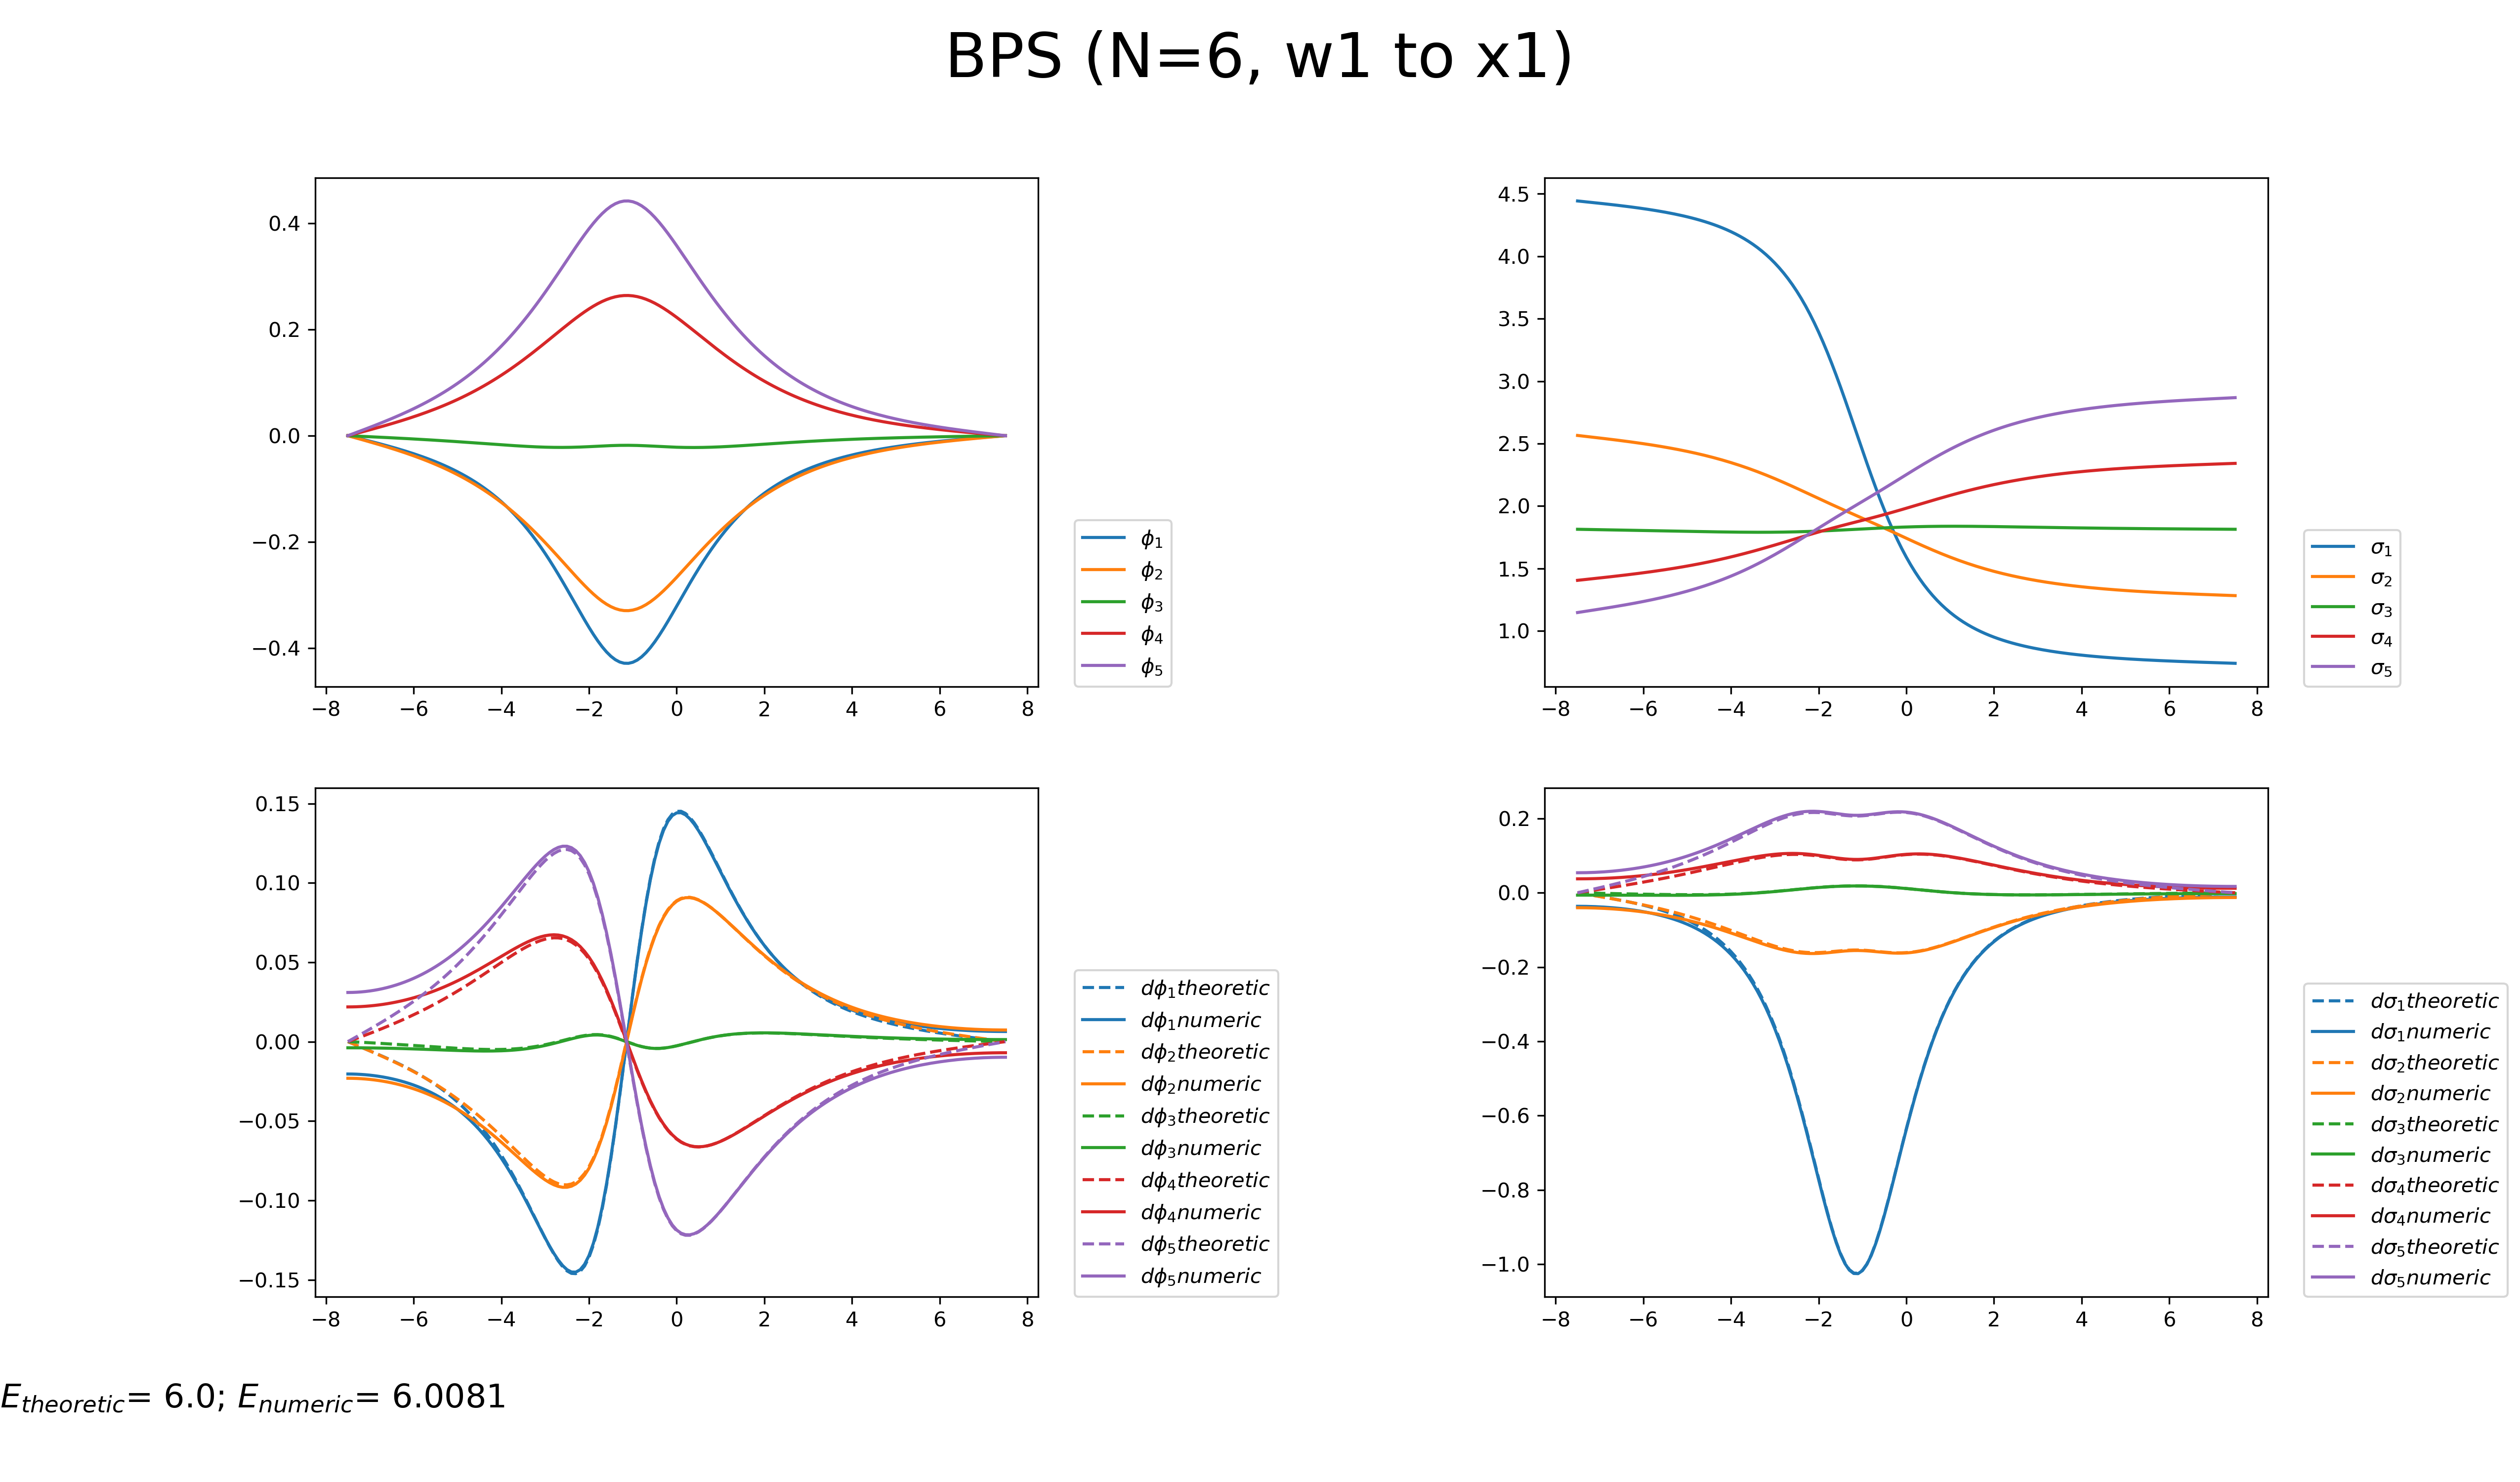 BPS (N=6, w1 to x1)
0.4
0.2
0.0
−0.2
−0.4
−8 −6 −4 −2 0 2 4 6 8
ϕ₁
ϕ₂
ϕ₃
ϕ₄
ϕ₅
4.5
4.0
3.5
3.0
2.5
2.0
1.5
1.0
−8 −6 −4 −2 0 2 4 6 8
σ₁
σ₂
σ₃
σ₄
σ₅
0.15
0.10
0.05
0.00
−0.05
−0.10
−0.15
−8 −6 −4 −2 0 2 4 6 8
dϕ₁theoretic
dϕ₁numeric
dϕ₂theoretic
dϕ₂numeric
dϕ₃theoretic
dϕ₃numeric
dϕ₄theoretic
dϕ₄numeric
dϕ₅theoretic
dϕ₅numeric
0.2
0.0
−0.2
−0.4
−0.6
−0.8
−1.0
−8 −6 −4 −2 0 2 4 6 8
dσ₁theoretic
dσ₁numeric
dσ₂theoretic
dσ₂numeric
dσ₃theoretic
dσ₃numeric
dσ₄theoretic
dσ₄numeric
dσ₅theoretic
dσ₅numeric
E_theoretic= 6.0; E_numeric= 6.0081